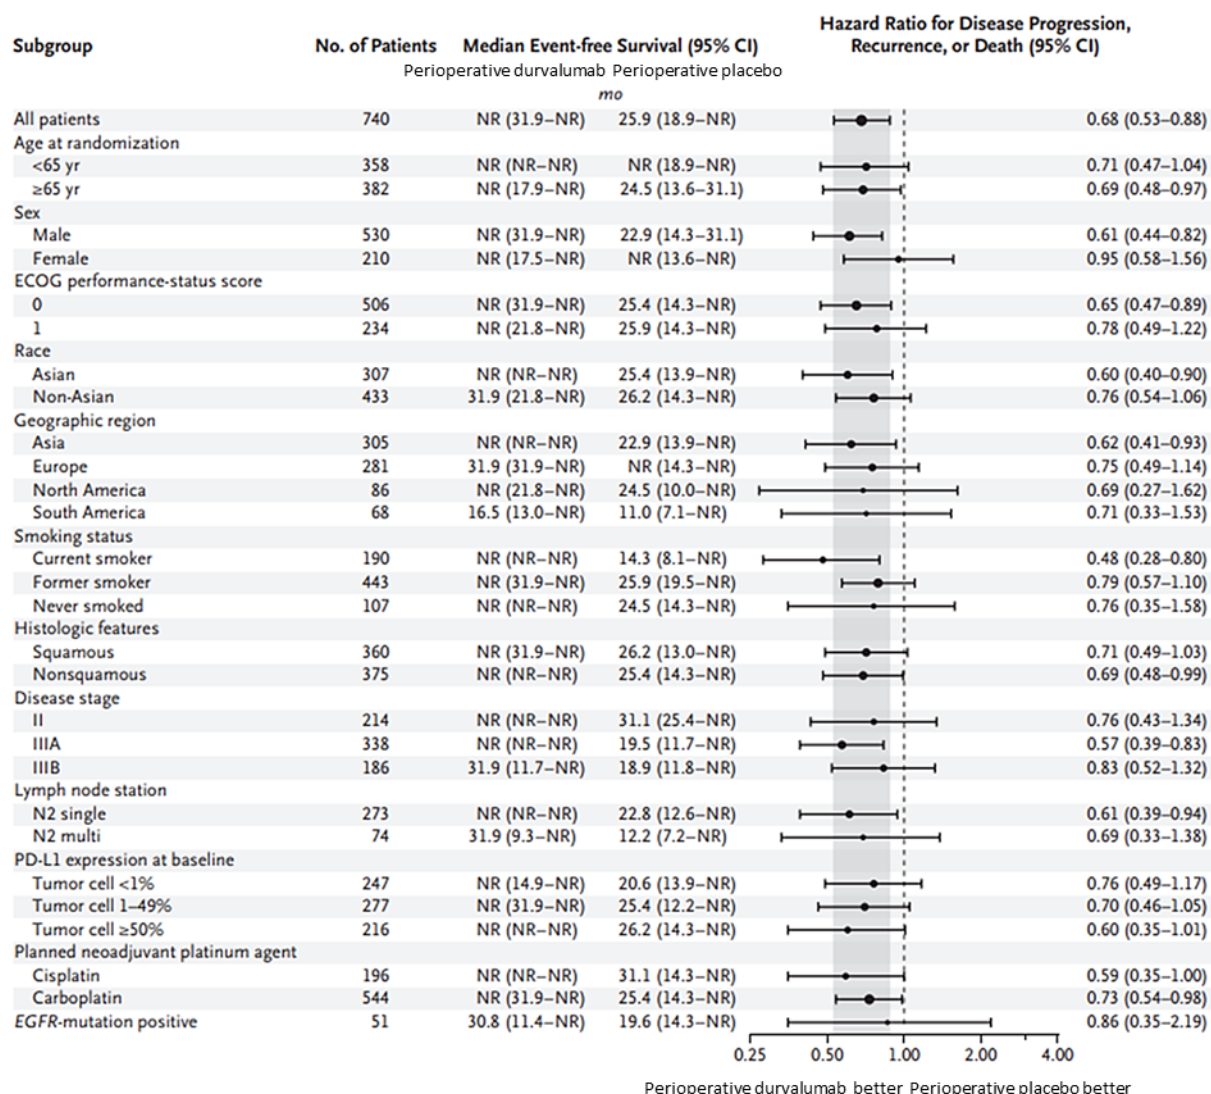 Hazard Ratio for Disease Progression,
Subgroup No. of Patients Median Event-free Survival (95% CI) Recurrence, or Death (95% CI)
Perioperative durvalumab Perioperative placebo
mo
All patients 740 NR (31.9–NR) 25.9 (18.9–NR) 0.68 (0.53–0.88)
Age at randomization
<65 yr 358 NR (NR–NR) NR (18.9–NR) 0.71 (0.47–1.04)
≥65 yr 382 NR (17.9–NR) 24.5 (13.6–31.1) 0.69 (0.48–0.97)
Sex
Male 530 NR (31.9–NR) 22.9 (14.3–31.1) 0.61 (0.44–0.82)
Female 210 NR (17.5–NR) NR (13.6–NR) 0.95 (0.58–1.56)
ECOG performance-status score
0 506 NR (31.9–NR) 25.4 (14.3–NR) 0.65 (0.47–0.89)
1 234 NR (21.8–NR) 25.9 (14.3–NR) 0.78 (0.49–1.22)
Race
Asian 307 NR (NR–NR) 25.4 (13.9–NR) 0.60 (0.40–0.90)
Non-Asian 433 31.9 (21.8–NR) 26.2 (14.3–NR) 0.76 (0.54–1.06)
Geographic region
Asia 305 NR (NR–NR) 22.9 (13.9–NR) 0.62 (0.41–0.93)
Europe 281 31.9 (31.9–NR) NR (14.3–NR) 0.75 (0.49–1.14)
North America 86 NR (21.8–NR) 24.5 (10.0–NR) 0.69 (0.27–1.62)
South America 68 16.5 (13.0–NR) 11.0 (7.1–NR) 0.71 (0.33–1.53)
Smoking status
Current smoker 190 NR (NR–NR) 14.3 (8.1–NR) 0.48 (0.28–0.80)
Former smoker 443 NR (31.9–NR) 25.9 (19.5–NR) 0.79 (0.57–1.10)
Never smoked 107 NR (NR–NR) 24.5 (14.3–NR) 0.76 (0.35–1.58)
Histologic features
Squamous 360 NR (31.9–NR) 26.2 (13.0–NR) 0.71 (0.49–1.03)
Nonsquamous 375 NR (NR–NR) 25.4 (14.3–NR) 0.69 (0.48–0.99)
Disease stage
II 214 NR (NR–NR) 31.1 (25.4–NR) 0.76 (0.43–1.34)
IIIA 338 NR (NR–NR) 19.5 (11.7–NR) 0.57 (0.39–0.83)
IIIB 186 31.9 (11.7–NR) 18.9 (11.8–NR) 0.83 (0.52–1.32)
Lymph node station
N2 single 273 NR (NR–NR) 22.8 (12.6–NR) 0.61 (0.39–0.94)
N2 multi 74 31.9 (9.3–NR) 12.2 (7.2–NR) 0.69 (0.33–1.38)
PD-L1 expression at baseline
Tumor cell <1% 247 NR (14.9–NR) 20.6 (13.9–NR) 0.76 (0.49–1.17)
Tumor cell 1–49% 277 NR (31.9–NR) 25.4 (12.2–NR) 0.70 (0.46–1.05)
Tumor cell ≥50% 216 NR (NR–NR) 26.2 (14.3–NR) 0.60 (0.35–1.01)
Planned neoadjuvant platinum agent
Cisplatin 196 NR (NR–NR) 31.1 (14.3–NR) 0.59 (0.35–1.00)
Carboplatin 544 NR (31.9–NR) 25.4 (14.3–NR) 0.73 (0.54–0.98)
EGFR-mutation positive 51 30.8 (11.4–NR) 19.6 (14.3–NR) 0.86 (0.35–2.19)
0.25 0.50 1.00 2.00 4.00
Perioperative durvalumab better Perioperative placebo better